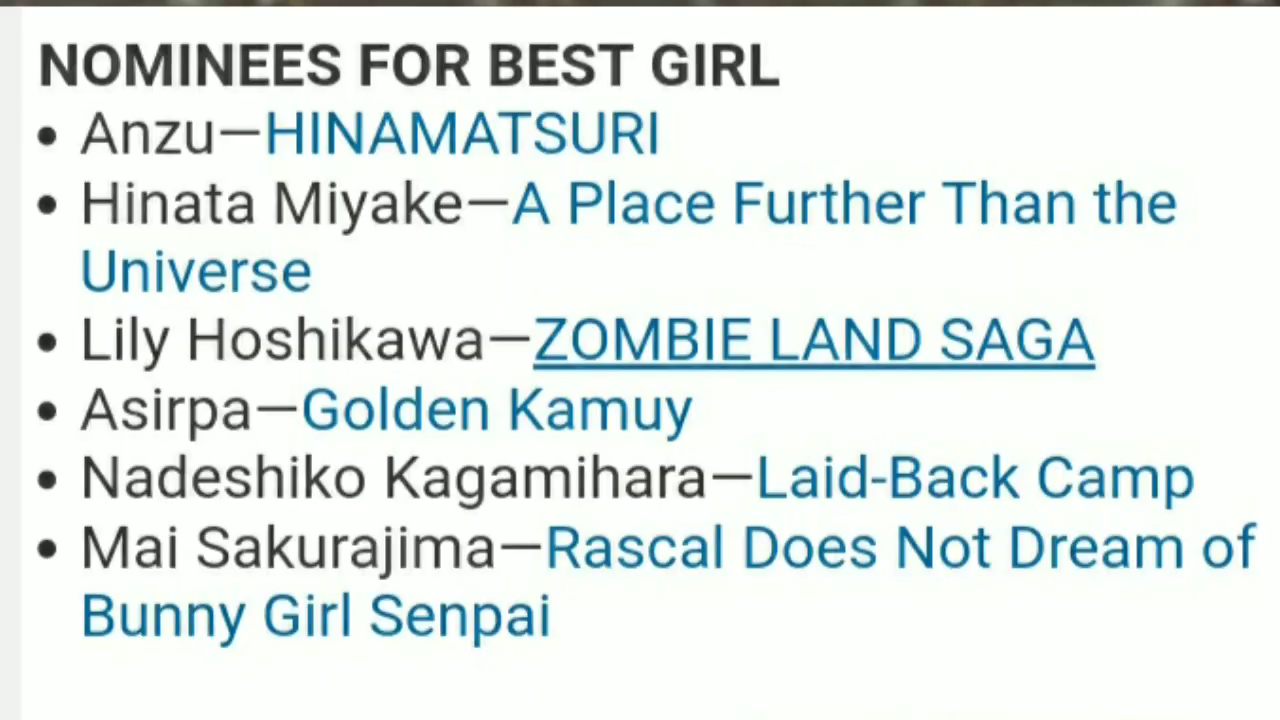 NOMINEES FOR BEST GIRL
• Anzu—HINAMATSURI
• Hinata Miyake—A Place Further Than the
Universe
• Lily Hoshikawa—ZOMBIE LAND SAGA
• Asirpa—Golden Kamuy
• Nadeshiko Kagamihara—Laid-Back Camp
• Mai Sakurajima—Rascal Does Not Dream of
Bunny Girl Senpai